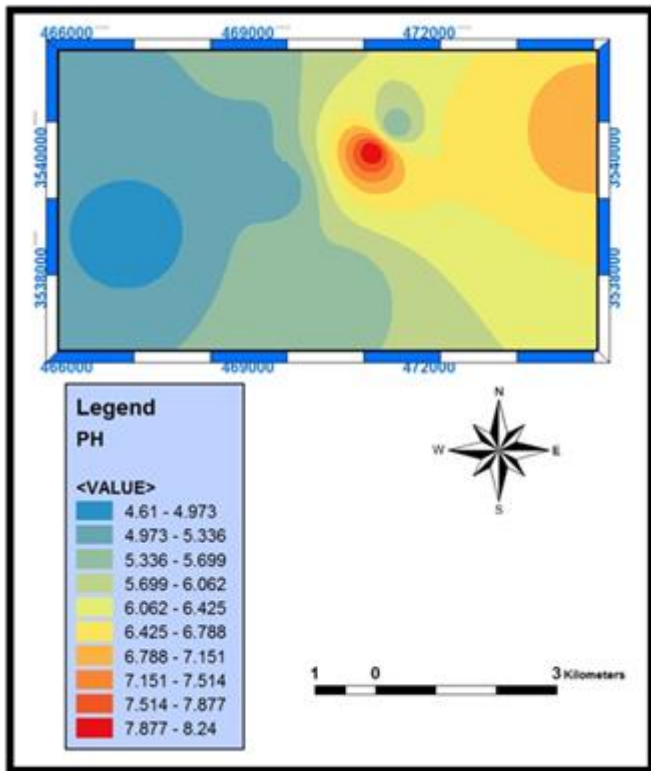 466000 469000 472000
3540000 3540000
3538000 3538000
466000 469000 472000
Legend
PH
<VALUE>
4.61 - 4.973
4.973 - 5.336
5.336 - 5.699
5.699 - 6.062
6.062 - 6.425
6.425 - 6.788
6.788 - 7.151
7.151 - 7.514
7.514 - 7.877
7.877 - 8.24
N
W E
S
1 0 3 Kilometers